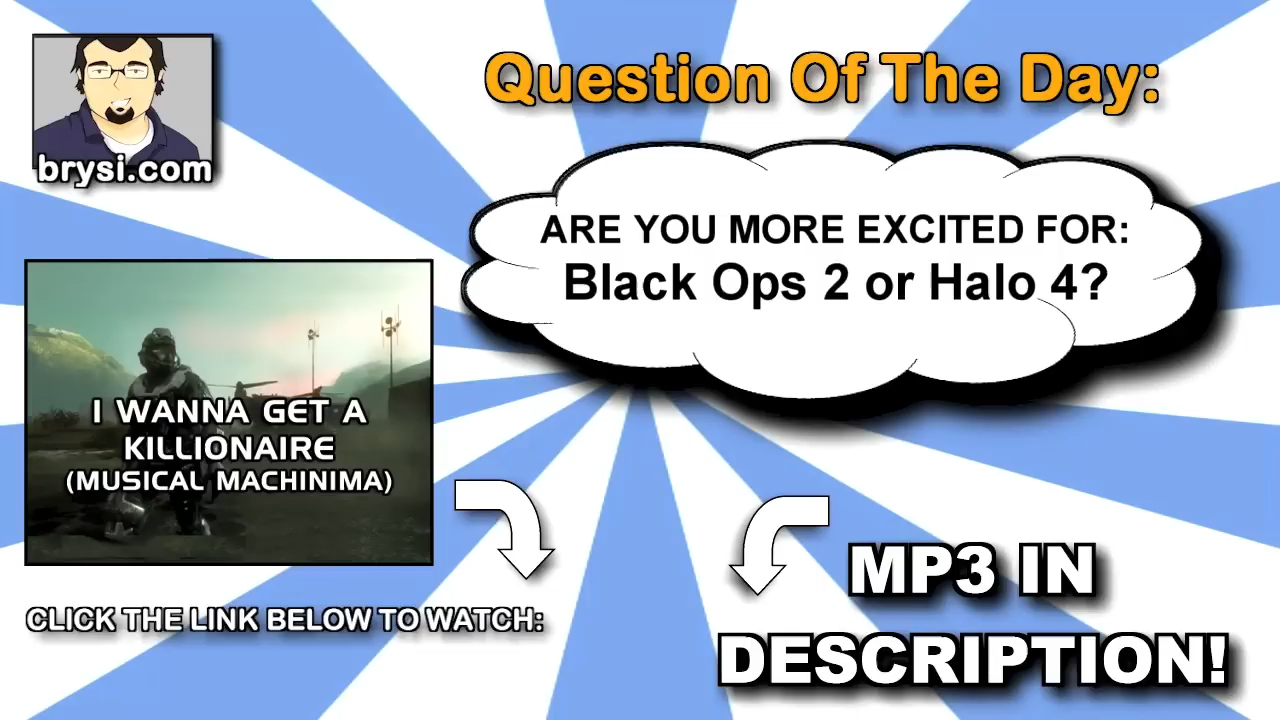 brysi.com
Question Of The Day:
ARE YOU MORE EXCITED FOR:
Black Ops 2 or Halo 4?
I WANNA GET A
KILLIONAIRE
(MUSICAL MACHINIMA)
CLICK THE LINK BELOW TO WATCH:
MP3 IN
DESCRIPTION!